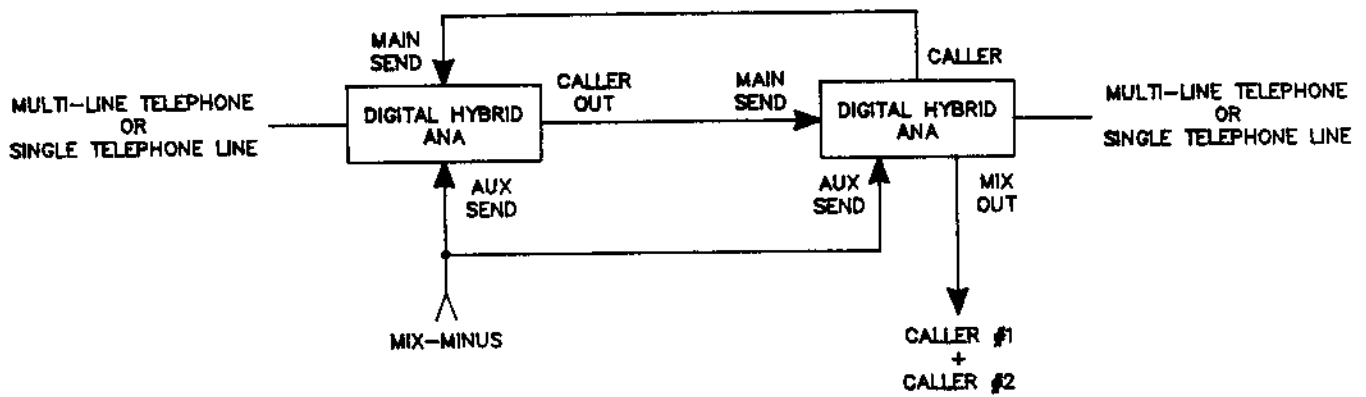 MAIN
SEND
CALLER
CALLER
OUT
MAIN
SEND
MULTI-LINE TELEPHONE
OR
SINGLE TELEPHONE LINE
DIGITAL HYBRID
ANA
DIGITAL HYBRID
ANA
MULTI-LINE TELEPHONE
OR
SINGLE TELEPHONE LINE
AUX
SEND
AUX
SEND
MIX
OUT
MIX-MINUS
CALLER #1
+
CALLER #2